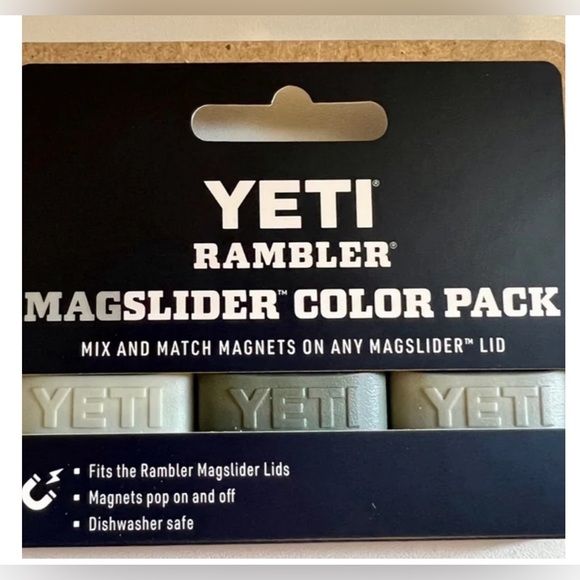 YETI®
RAMBLER®
MAGSLIDER™ COLOR PACK
MIX AND MATCH MAGNETS ON ANY MAGSLIDER™ LID
YETI YETI YETI
▪ Fits the Rambler Magslider Lids
▪ Magnets pop on and off
▪ Dishwasher safe